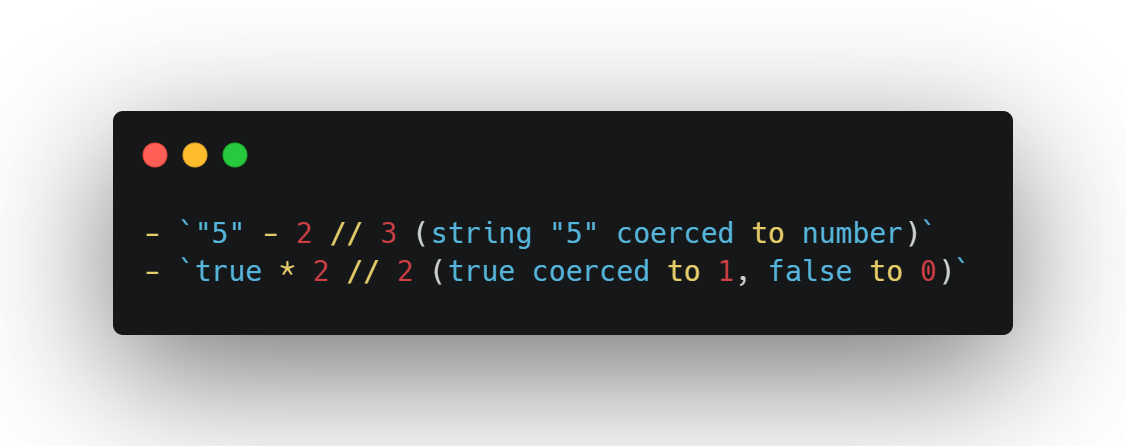 - `"5" - 2 // 3 (string "5" coerced to number)`
- `true * 2 // 2 (true coerced to 1, false to 0)`